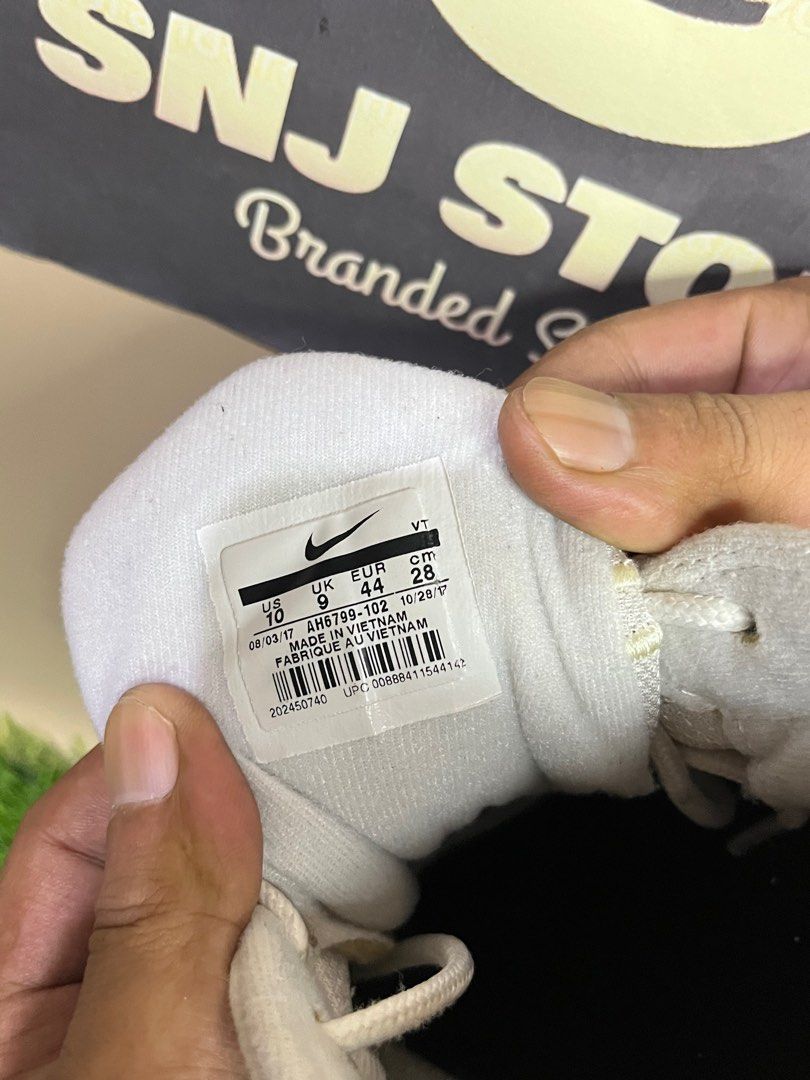 SNJ STO
Branded S
VT
US UK EUR cm
10 9 44 28
08/03/17 AH6799-102 10/28/17
MADE IN VIETNAM
FABRIQUE AU VIETNAM
202450740 UPC 00888411544142